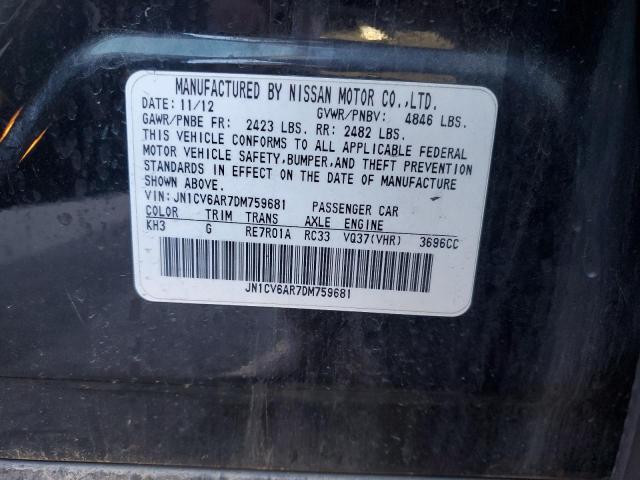 MANUFACTURED BY NISSAN MOTOR CO.,LTD.
DATE: 11/12 GVWR/PNBV: 4846 LBS.
GAWR/PNBE FR: 2423 LBS. RR: 2482 LBS.
THIS VEHICLE CONFORMS TO ALL APPLICABLE FEDERAL
MOTOR VEHICLE SAFETY,BUMPER,AND THEFT PREVENTION
STANDARDS IN EFFECT ON THE DATE OF MANUFACTURE
SHOWN ABOVE.
VIN: JN1CV6AR7DM759681 PASSENGER CAR
COLOR TRIM TRANS AXLE ENGINE
KH3 G RE7R01A RC33 VQ37(VHR) 3696CC
JN1CV6AR7DM759681